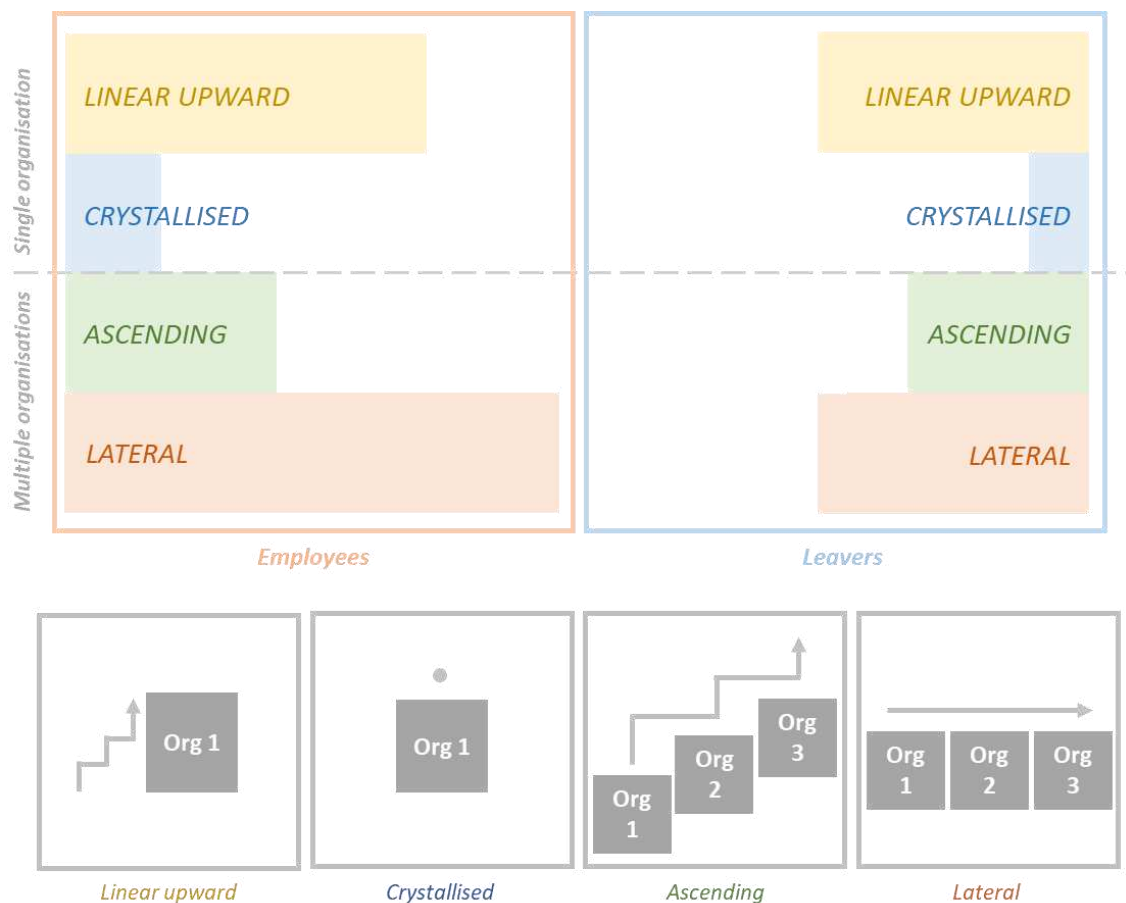 Single organisation
Multiple organisations
LINEAR UPWARD
CRYSTALLISED
ASCENDING
LATERAL
Employees
LINEAR UPWARD
CRYSTALLISED
ASCENDING
LATERAL
Leavers
Org 1
Linear upward
Org 1
Crystallised
Org
1
Org
2
Org
3
Ascending
Org
1
Org
2
Org
3
Lateral